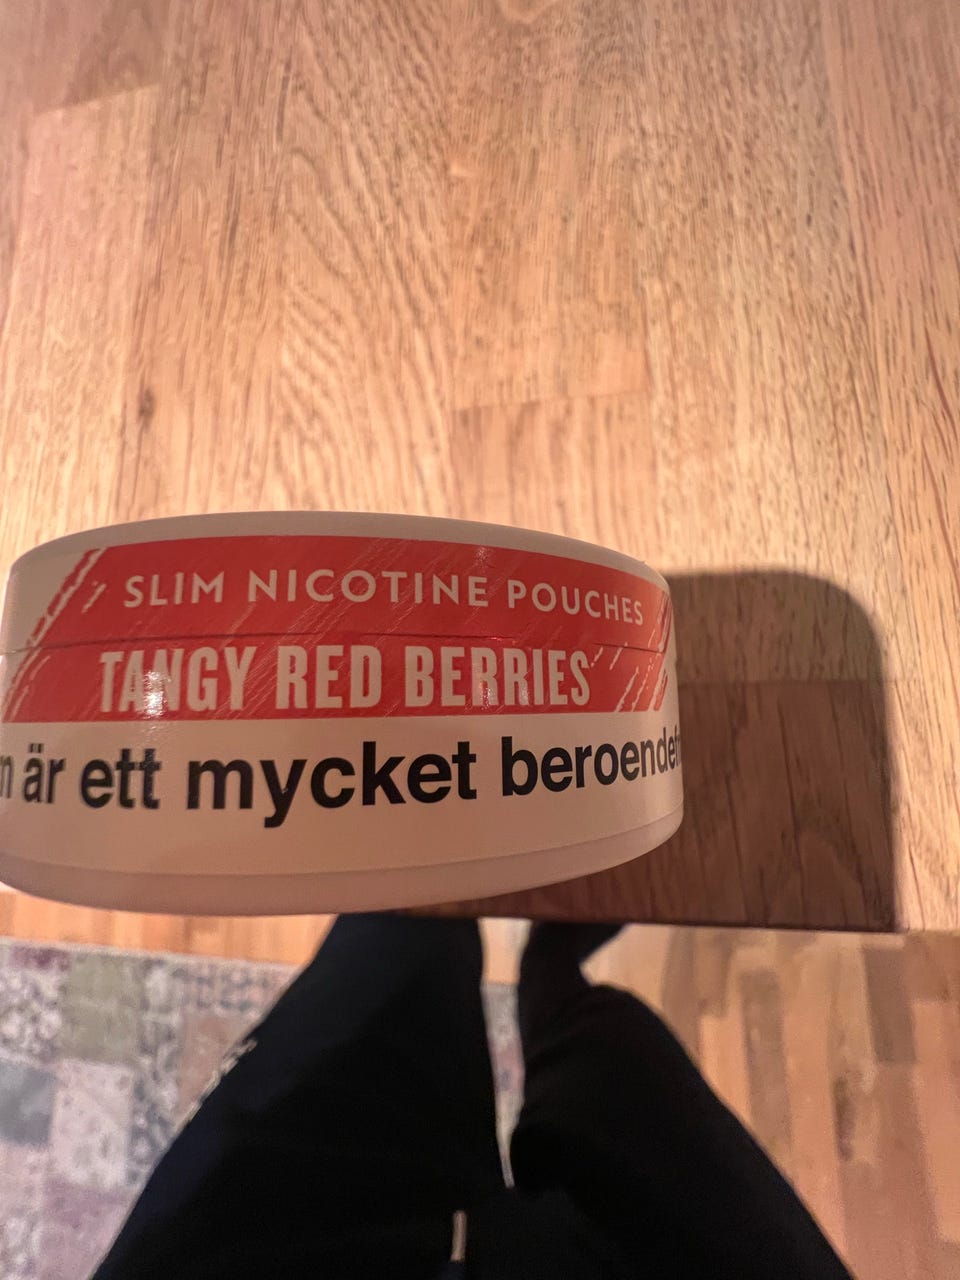 SLIM NICOTINE POUCHES
TANGY RED BERRIES
är ett mycket